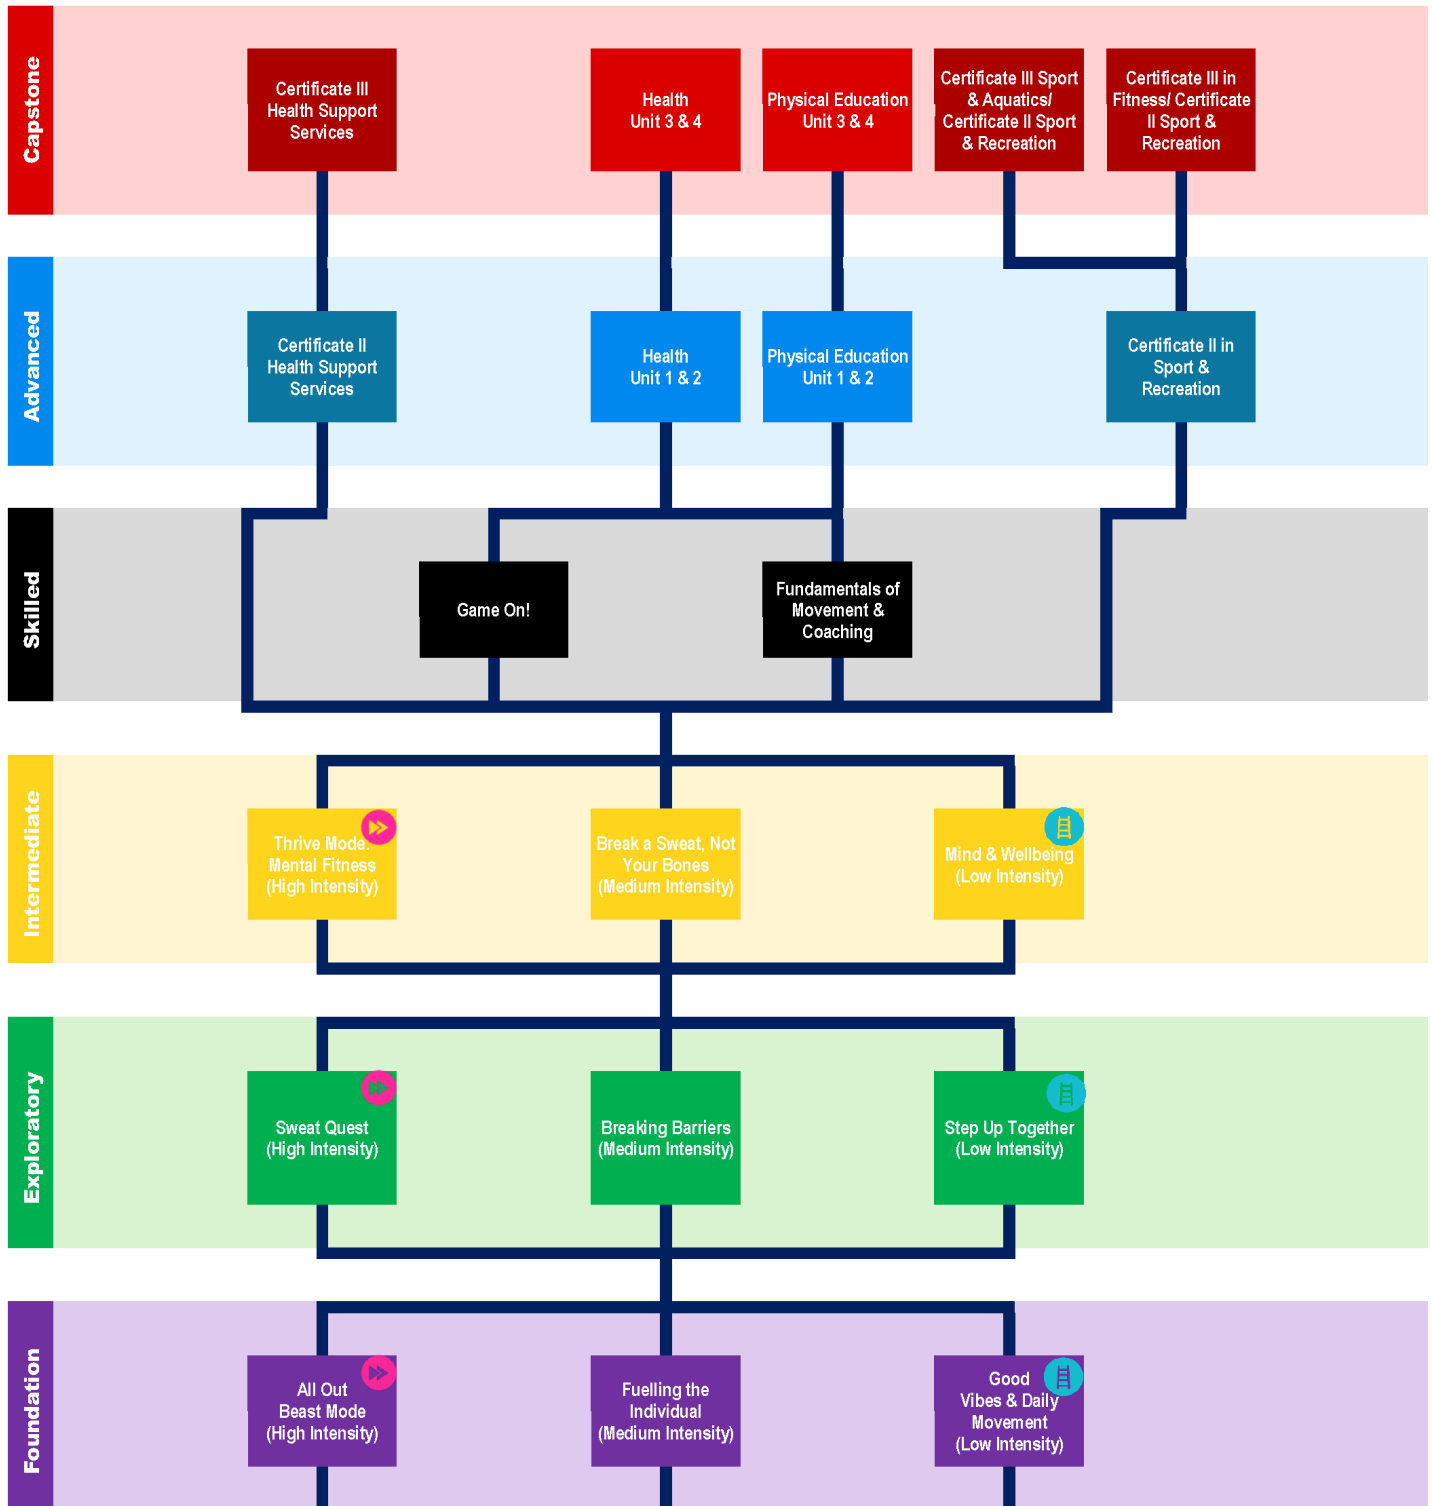 Capstone
Certificate III
Health Support
Services
Health
Unit 3 & 4
Physical Education
Unit 3 & 4
Certificate III Sport
& Aquatics/
Certificate II Sport
& Recreation
Certificate III in
Fitness/ Certificate
II Sport &
Recreation
Advanced
Certificate II
Health Support
Services
Health
Unit 1 & 2
Physical Education
Unit 1 & 2
Certificate II in
Sport &
Recreation
Skilled
Game On!
Fundamentals of
Movement &
Coaching
Intermediate
Thrive Mode:
Mental Fitness
(High Intensity)
Break a Sweat, Not
Your Bones
(Medium Intensity)
Mind & Wellbeing
(Low Intensity)
Exploratory
Sweat Quest
(High Intensity)
Breaking Barriers
(Medium Intensity)
Step Up Together
(Low Intensity)
Foundation
All Out
Beast Mode
(High Intensity)
Fuelling the
Individual
(Medium Intensity)
Good
Vibes & Daily
Movement
(Low Intensity)